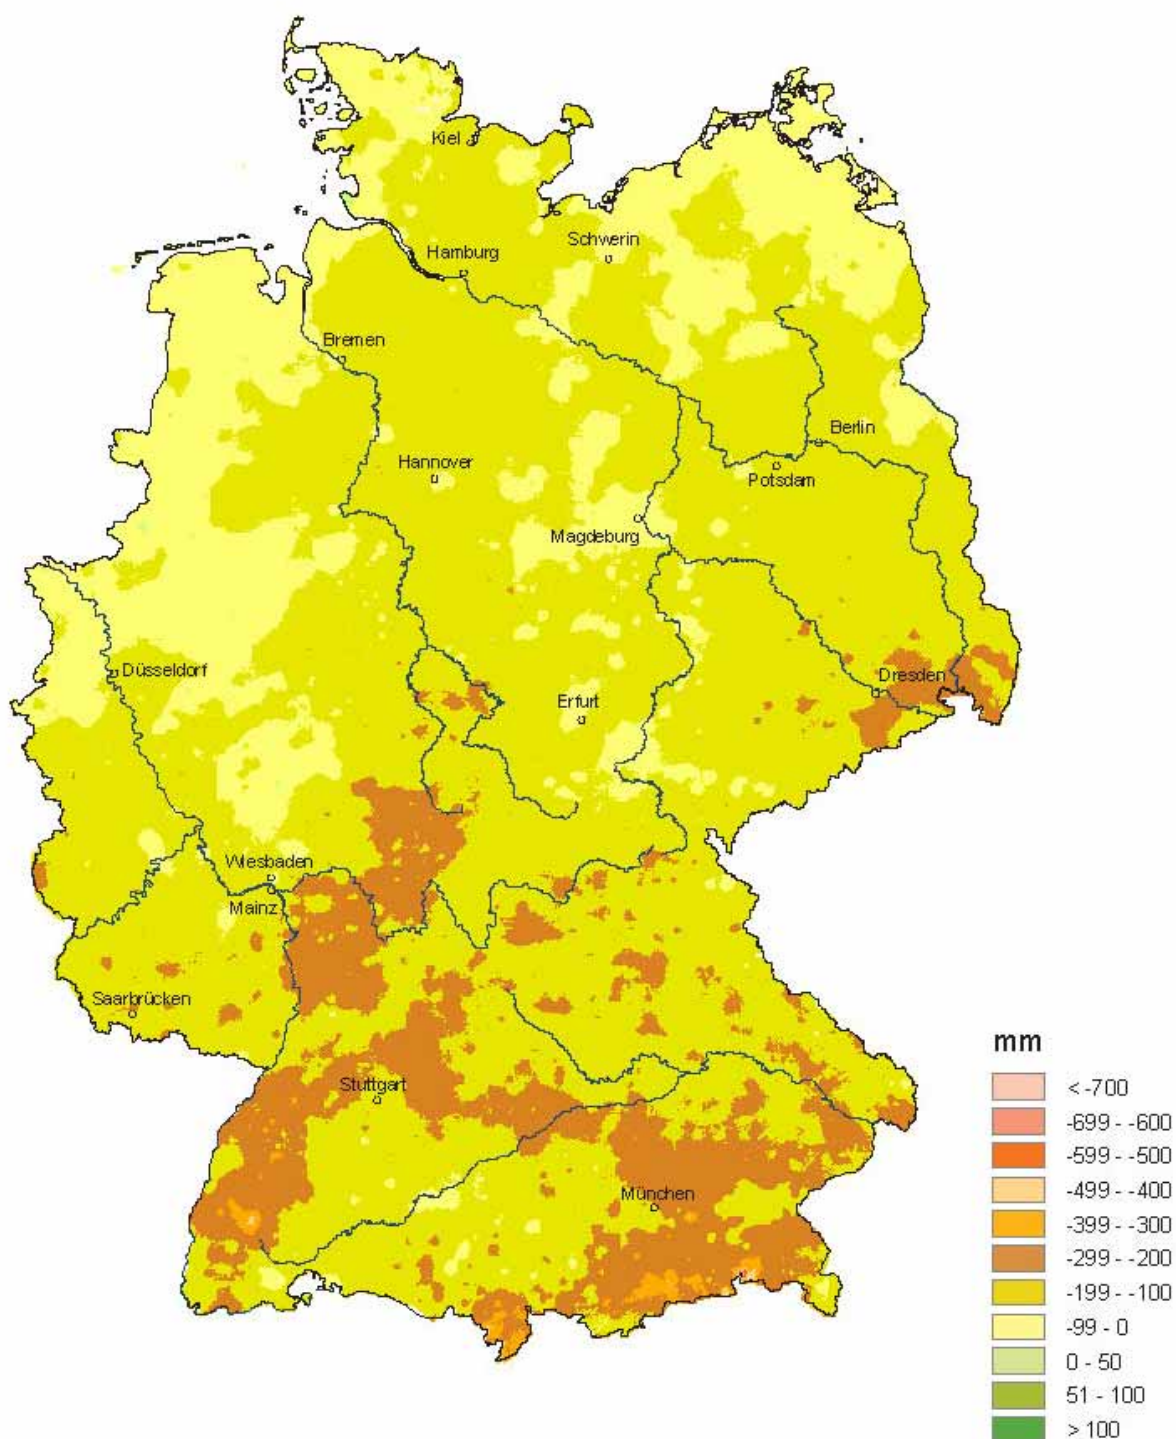 Kiel
Schwerin
Hamburg
Bremen
Berlin
Hannover
Potsdam
Magdeburg
Düsseldorf
Dresden
Erfurt
Wiesbaden
Mainz
Saarbrücken
Stuttgart
München
mm
< -700
-699 - -600
-599 - -500
-499 - -400
-399 - -300
-299 - -200
-199 - -100
-99 - 0
0 - 50
51 - 100
> 100